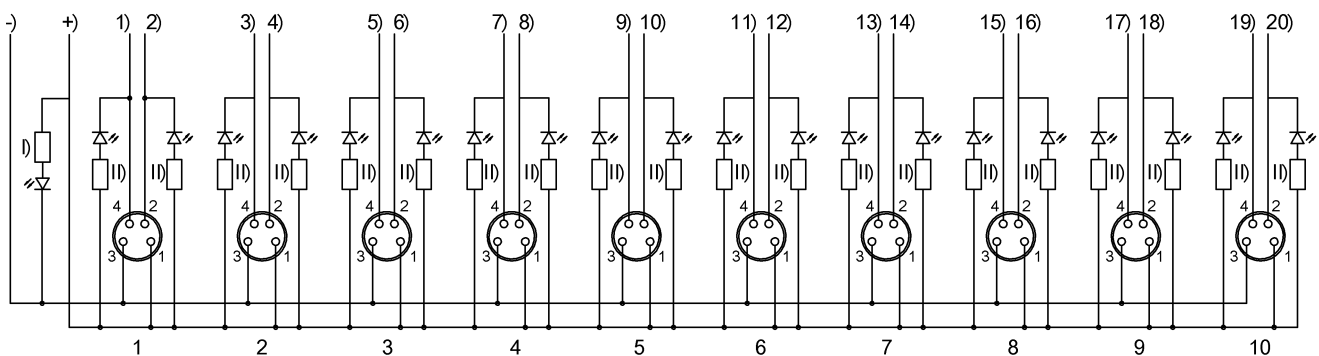 -) +) 1) 2) 3) 4) 5) 6) 7) 8) 9) 10) 11) 12) 13) 14) 15) 16) 17) 18) 19) 20)
I) II) II) II) II) II) II) II) II) II) II) II) II) II) II) II) II) II) II) II) II)
4 2 4 2 4 2 4 2 4 2 4 2 4 2 4 2 4 2 4 2
3 1 3 1 3 1 3 1 3 1 3 1 3 1 3 1 3 1 3 1
1 2 3 4 5 6 7 8 9 10